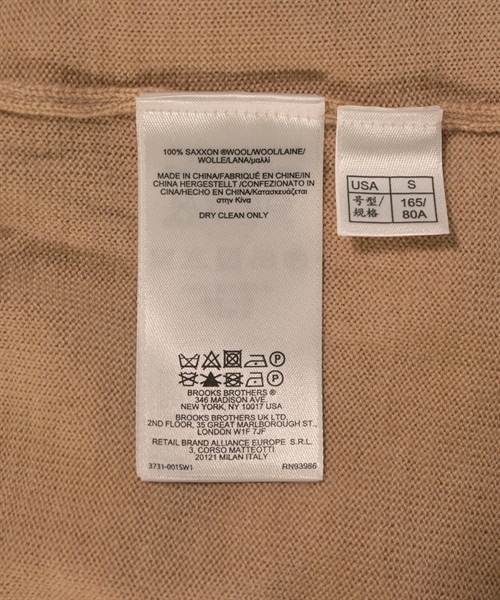 100% SAXXON ®WOOL/WOOL/LAINE/
WOLLE/LANA/μαλλί
MADE IN CHINA/FABRIQUÉ EN CHINE/IN
CHINA HERGESTELLT /CONFEZIONATO IN
CINA/HECHO EN CHINA/Κατασκευάζεται
στην Κίνα
DRY CLEAN ONLY
P
P
BROOKS BROTHERS ®
346 MADISON AVE.
NEW YORK, NY 10017 USA
BROOKS BROTHERS UK LTD.
2ND FLOOR, 35 GREAT MARLBOROUGH ST.,
LONDON W1F 7JF
RETAIL BRAND ALLIANCE EUROPE S.R.L.
3, CORSO MATTEOTTI
20121 MILAN ITALY
3731-0015W1 RN93986
USA S
号型/规格 165/80A